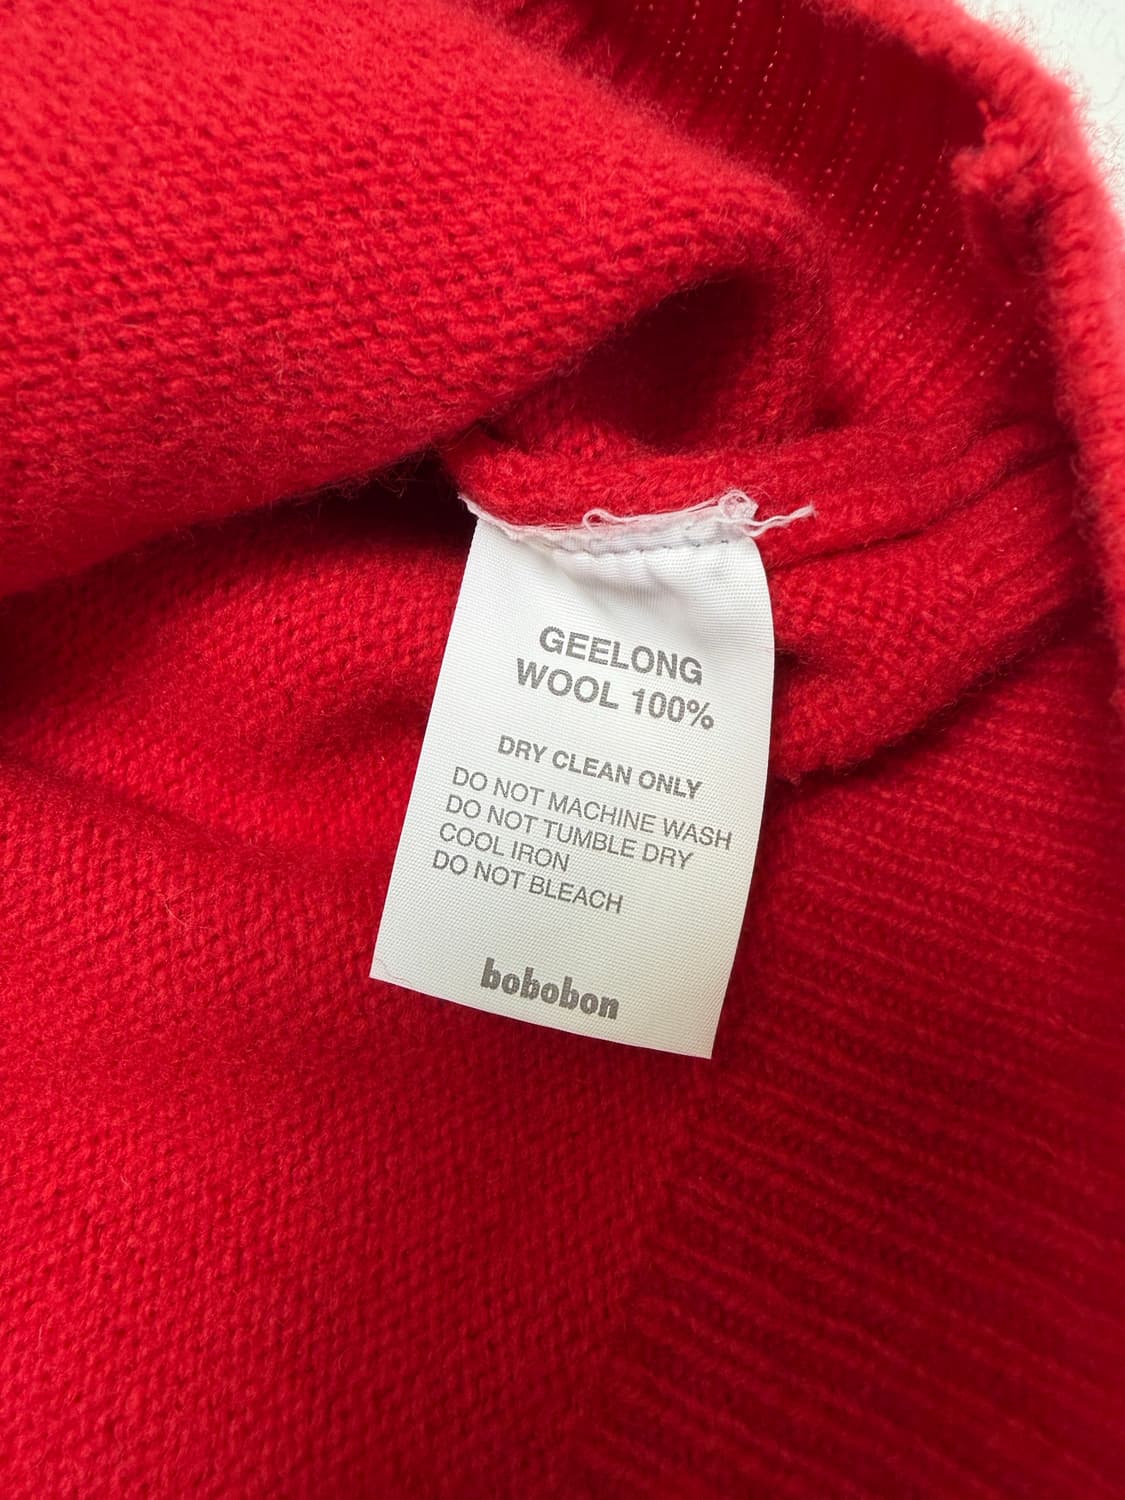 GEELONG
WOOL 100%
DRY CLEAN ONLY
DO NOT MACHINE WASH
DO NOT TUMBLE DRY
COOL IRON
DO NOT BLEACH
bobobon